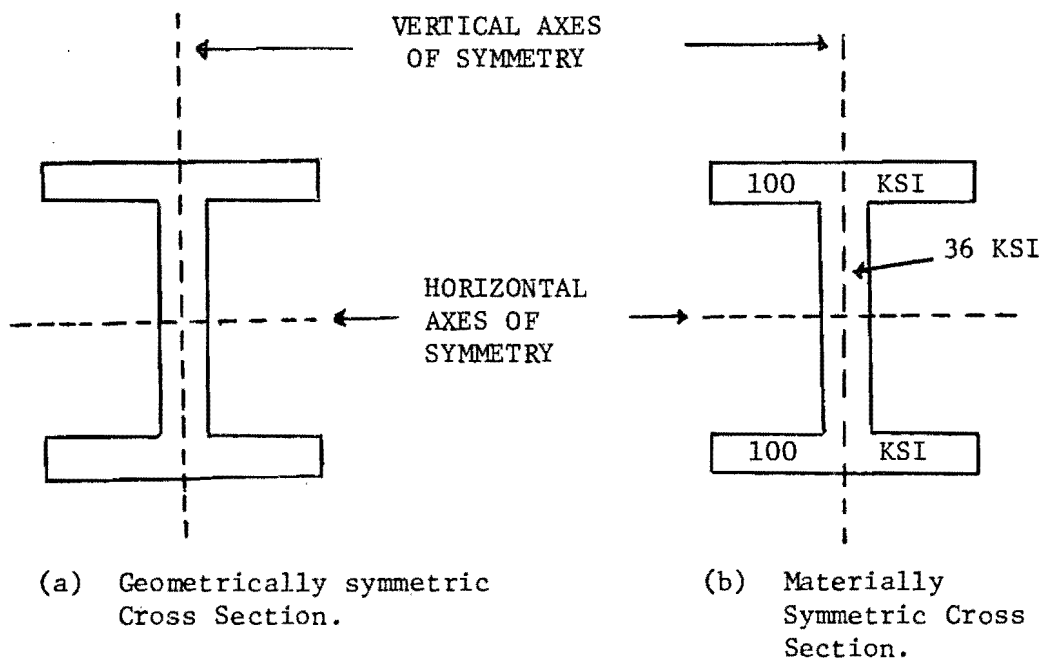 VERTICAL AXES
OF SYMMETRY
100 KSI
36 KSI
HORIZONTAL
AXES OF
SYMMETRY
100 KSI
(a) Geometrically symmetric
Cross Section.
(b) Materially
Symmetric Cross
Section.